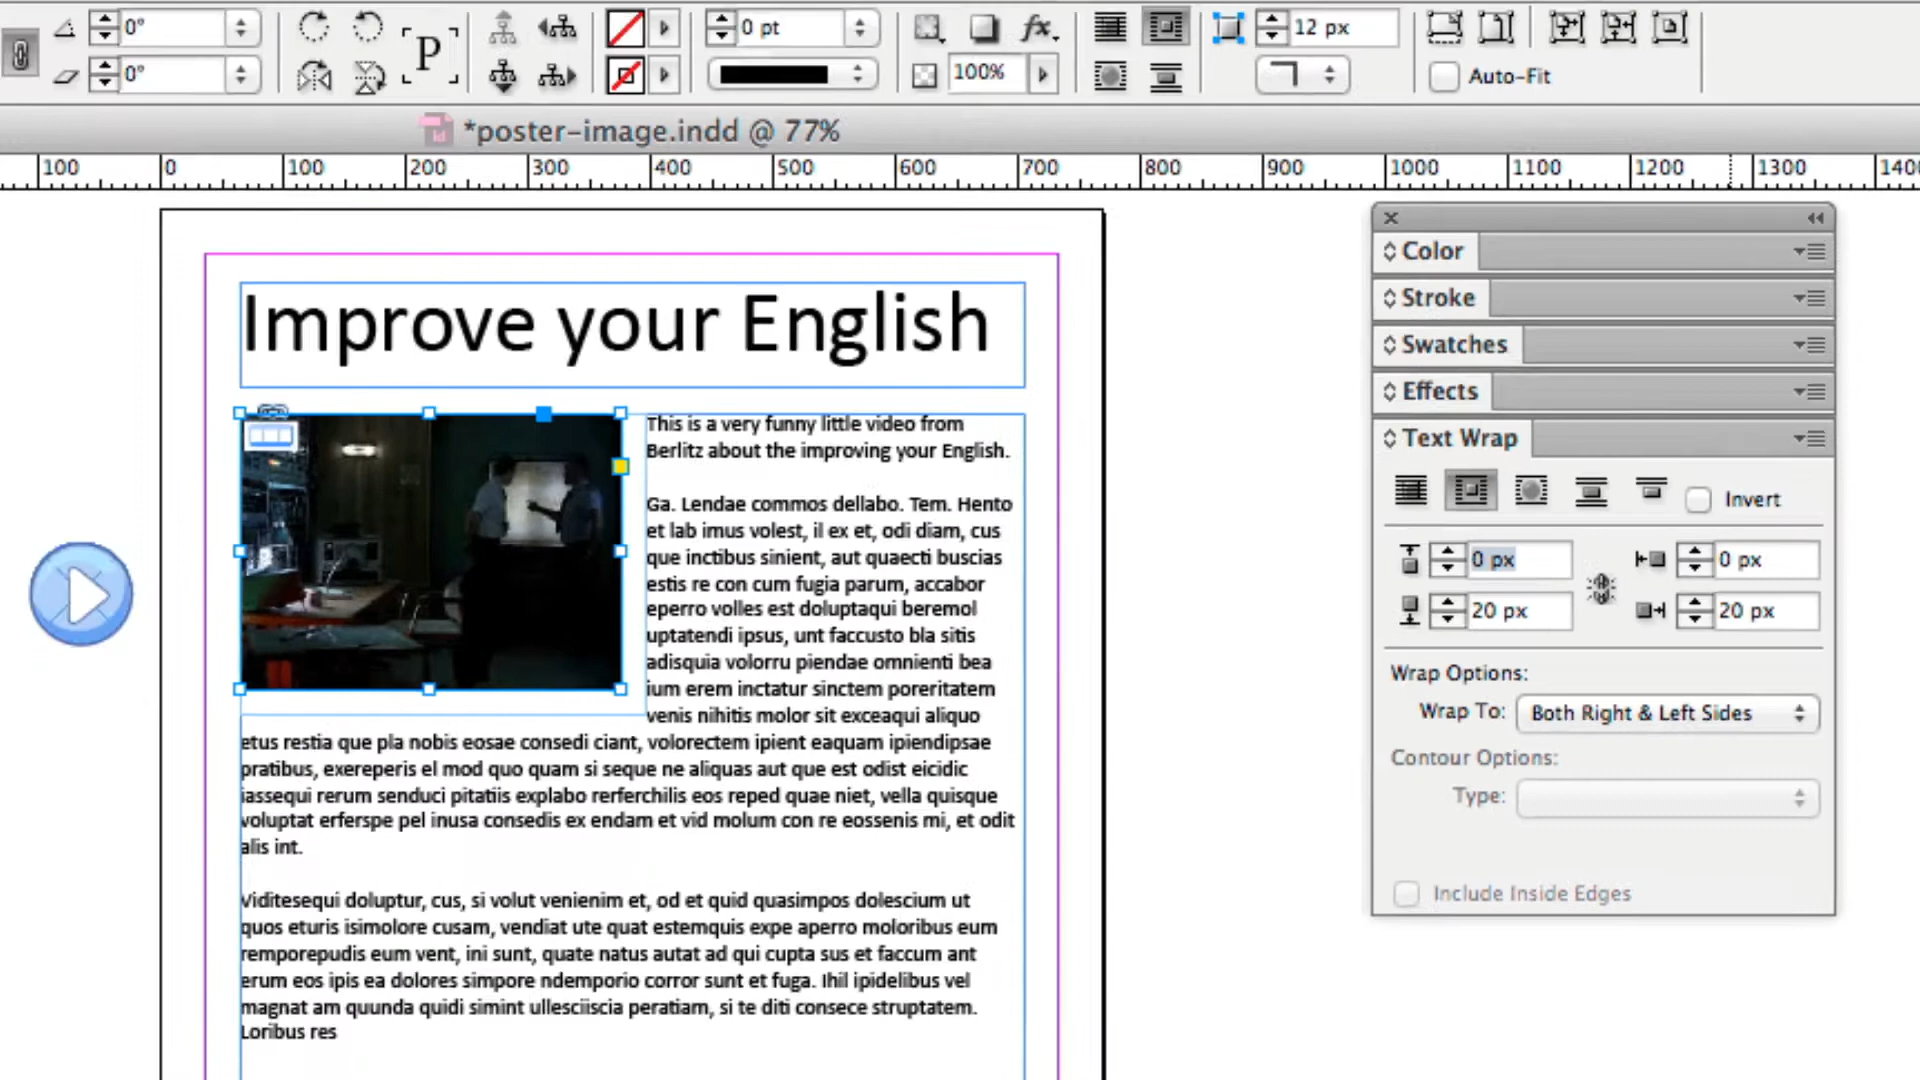 0°
0 pt
12 px
P
fx.
0°
100%
Auto-Fit
*poster-image.indd @ 77%
100 0 100 200 300 400 500 600 700 800 900 1000 1100 1200 1300 1400
Improve your English
This is a very funny little video from
Berlitz about the improving your English.
Ga. Lendae commos dellabo. Tem. Hento
et lab imus volest, il ex et, odi diam, cus
que inctibus sinient, aut quaecti buscias
estis re con cum fugia parum, accabor
eperro volles est doluptaqui beremol
uptatendi ipsus, unt faccusto bla sitis
adisquia volorru piendae omnienti bea
ium erem inctatur sinctem poreritatem
venis nihitis molor sit exceaqui aliquo
etus restia que pla nobis eosae consedi ciant, volorectem ipient eaquam ipiendipsae
pratibus, exereperis el mod quo quam si seque ne aliquas aut que est odist eicidic
iassequi rerum senduci pitatiis explabo rerferchilis eos reped quae niet, vella quisque
voluptat erferspe pel inusa consedis ex endam et vid molum con re eossenis mi, et odit
alis int.
Viditesequi doluptur, cus, si volut venienim et, od et quid quasimpos dolescium ut
quos eturis isimolore cusam, vendiat ute quat estemquis expe aperro moloribus eum
remporepudis eum vent, ini sunt, quate natus autat ad qui cupta sus et faccum ant
erum eos ipis ea dolores simpore ndemporio corror sunt et fuga. Ihil ipidelibus vel
magnat am quunda quidi simint ullesciiscia peratiam, si te diti consece struptatem.
Loribus res
Color
Stroke
Swatches
Effects
Text Wrap
Invert
0 px
0 px
20 px
20 px
Wrap Options:
Wrap To: Both Right & Left Sides
Contour Options:
Type:
Include Inside Edges